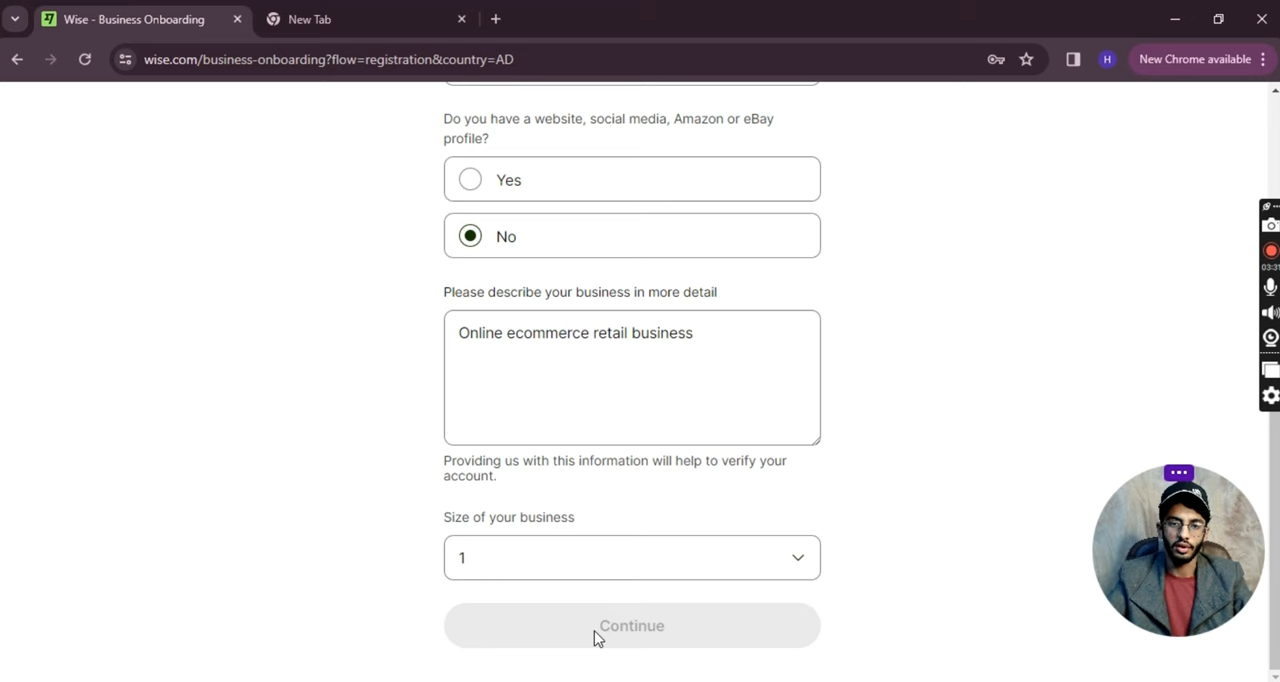 Wise - Business Onboarding
New Tab
wise.com/business-onboarding?flow=registration&country=AD
H
New Chrome available
Do you have a website, social media, Amazon or eBay
profile?
Yes
No
Please describe your business in more detail
Online ecommerce retail business
Providing us with this information will help to verify your
account.
Size of your business
1
Continue
03:31